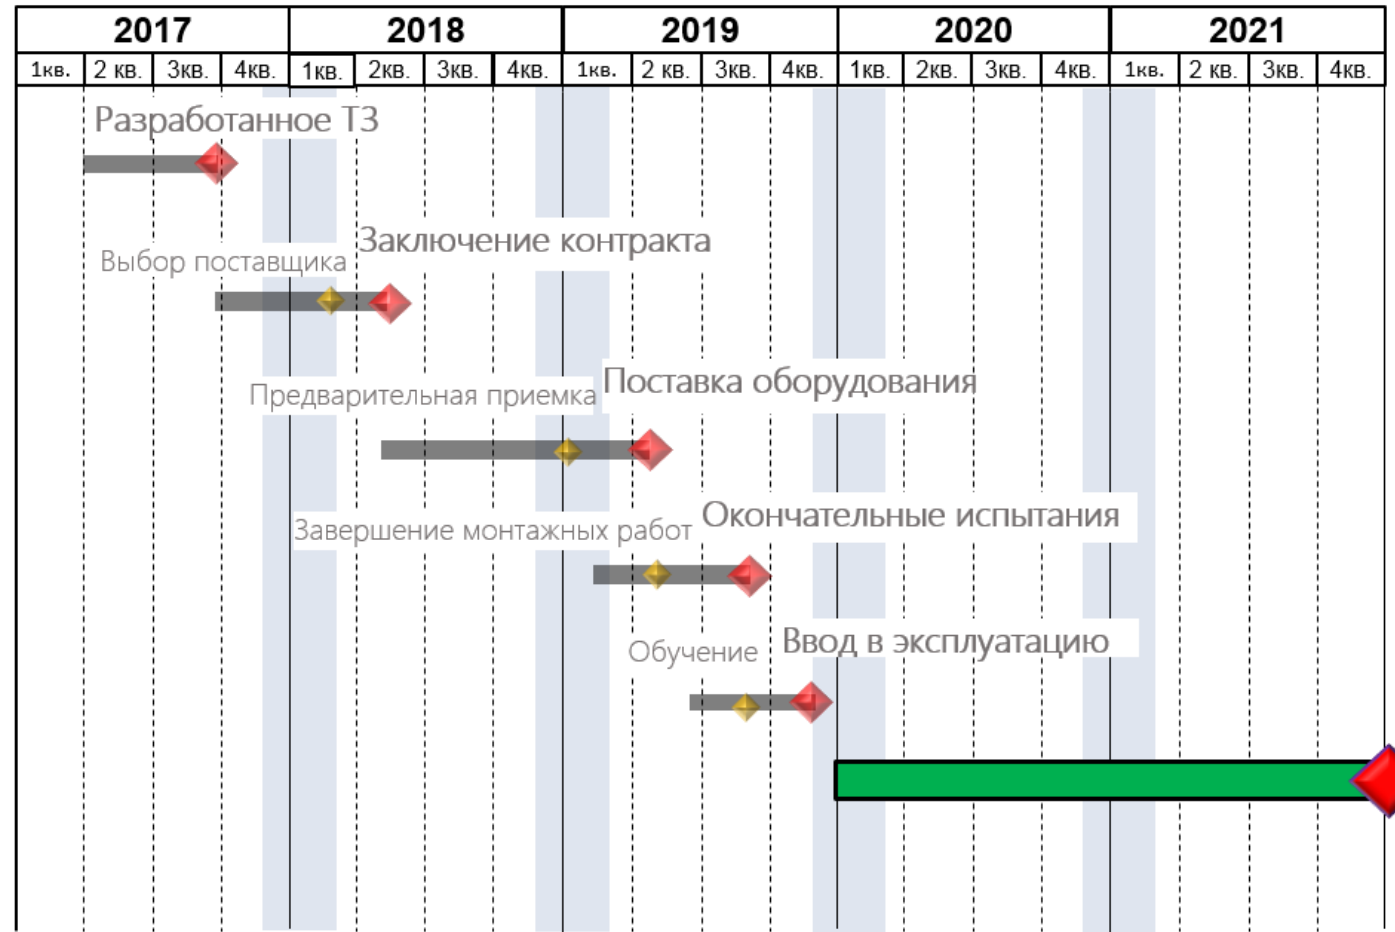 2017 2018 2019 2020 2021
1кв. 2 кв. 3кв. 4кв. 1кв. 2кв. 3кв. 4кв. 1кв. 2 кв. 3кв. 4кв. 1кв. 2кв. 3кв. 4кв. 1кв. 2 кв. 3кв. 4кв.
Разработанное ТЗ
Заключение контракта
Выбор поставщика
Поставка оборудования
Предварительная приемка
Окончательные испытания
Завершение монтажных работ
Ввод в эксплуатацию
Обучение